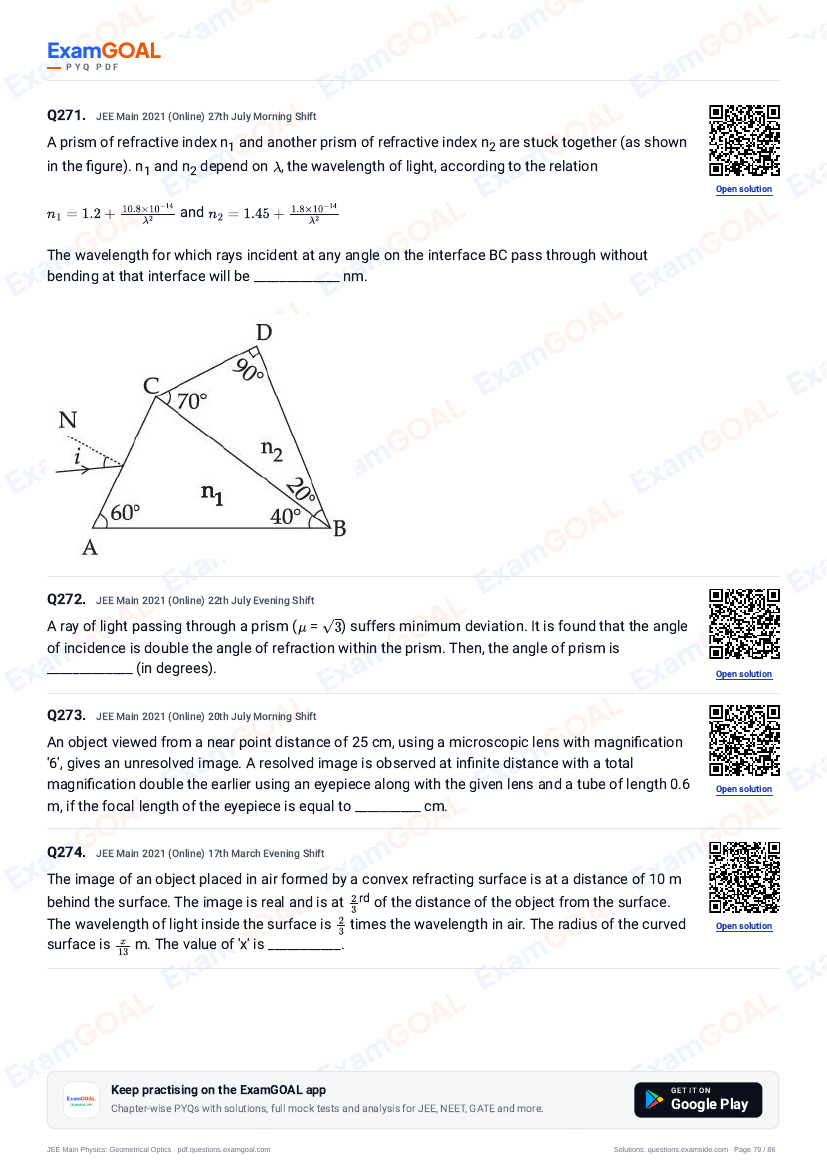 ExamGOAL
PYQ PDF
Q271. JEE Main 2021 (Online) 27th July Morning Shift
A prism of refractive index n₁ and another prism of refractive index n₂ are stuck together (as shown
in the figure). n₁ and n₂ depend on λ, the wavelength of light, according to the relation
n₁ = 1.2 + 10.8×10⁻¹⁴/λ² and n₂ = 1.45 + 1.8×10⁻¹⁴/λ²
The wavelength for which rays incident at any angle on the interface BC pass through without
bending at that interface will be _____________ nm.
Open solution
D
90°
C
70°
N
i
n₂
n₁
20°
60°
40°
B
A
Q272. JEE Main 2021 (Online) 22th July Evening Shift
A ray of light passing through a prism (μ = √3) suffers minimum deviation. It is found that the angle
of incidence is double the angle of refraction within the prism. Then, the angle of prism is
_____________ (in degrees).
Open solution
Q273. JEE Main 2021 (Online) 20th July Morning Shift
An object viewed from a near point distance of 25 cm, using a microscopic lens with magnification
'6', gives an unresolved image. A resolved image is observed at infinite distance with a total
magnification double the earlier using an eyepiece along with the given lens and a tube of length 0.6
m, if the focal length of the eyepiece is equal to __________ cm.
Open solution
Q274. JEE Main 2021 (Online) 17th March Evening Shift
The image of an object placed in air formed by a convex refracting surface is at a distance of 10 m
behind the surface. The image is real and is at 2/3 rd of the distance of the object from the surface.
The wavelength of light inside the surface is 2/3 times the wavelength in air. The radius of the curved
surface is x/13 m. The value of 'x' is ___________.
Open solution
Keep practising on the ExamGOAL app
Chapter-wise PYQs with solutions, full mock tests and analysis for JEE, NEET, GATE and more.
GET IT ON
Google Play
JEE Main Physics: Geometrical Optics · pdf.questions.examgoal.com
Solutions: questions.examside.com · Page 79 / 86